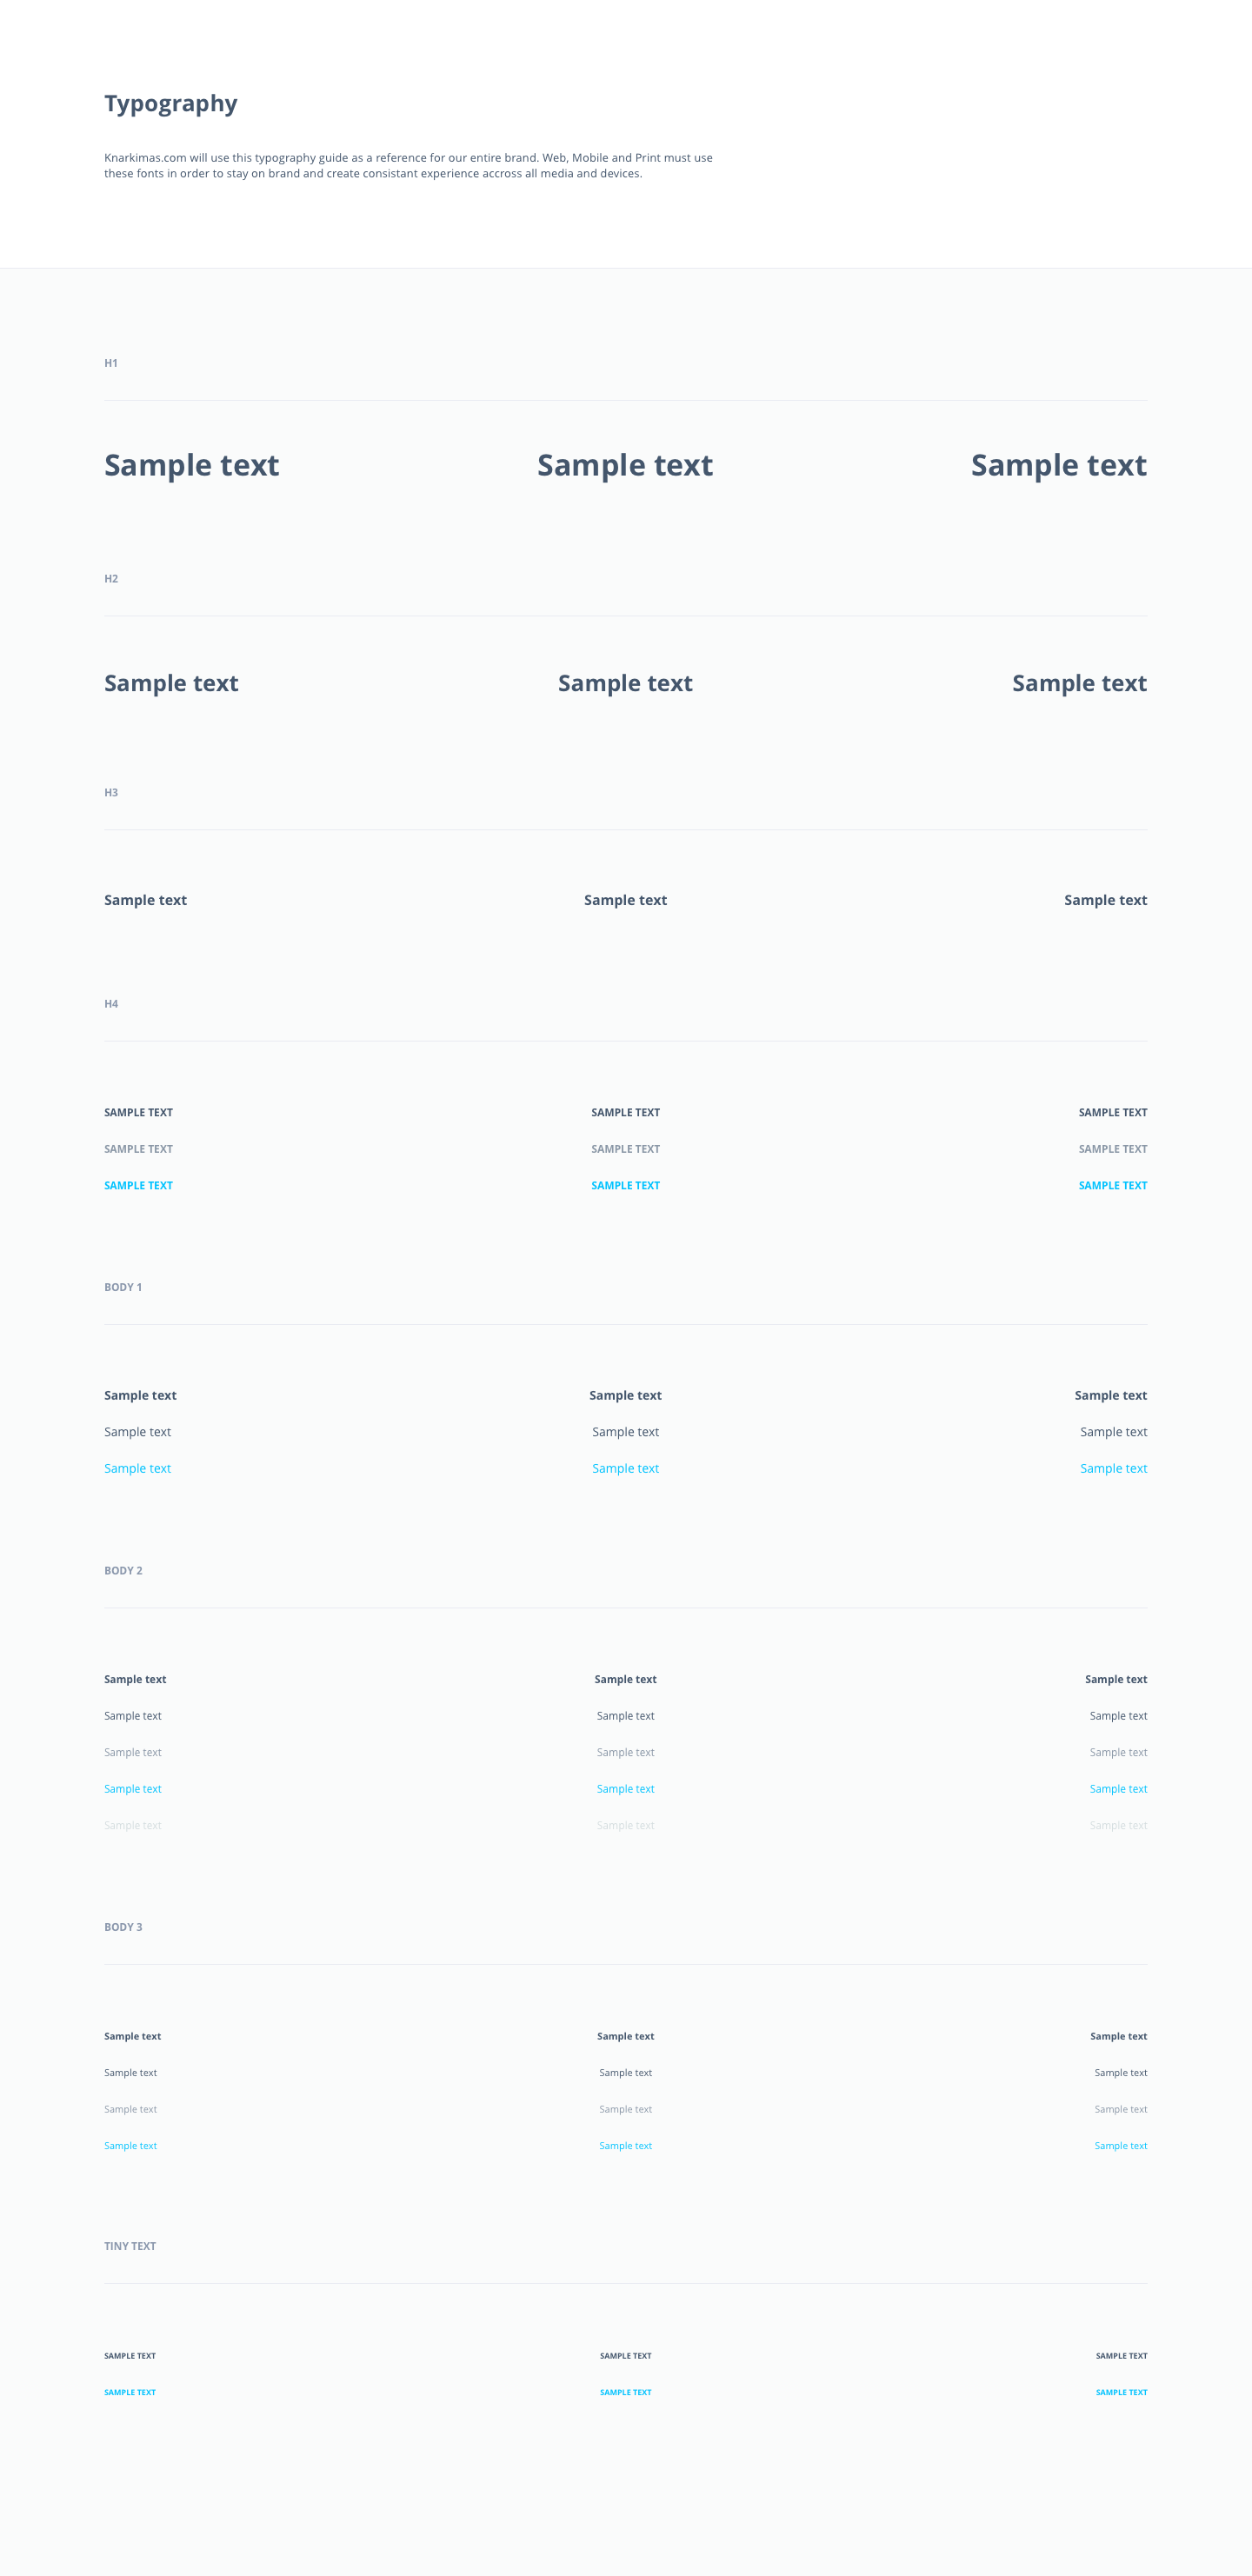 Typography
Knarkimas.com will use this typography guide as a reference for our entire brand. Web, Mobile and Print must use
these fonts in order to stay on brand and create consistant experience accross all media and devices.
H1
Sample text Sample text Sample text
H2
Sample text Sample text Sample text
H3
Sample text Sample text Sample text
H4
SAMPLE TEXT SAMPLE TEXT SAMPLE TEXT
SAMPLE TEXT SAMPLE TEXT SAMPLE TEXT
SAMPLE TEXT SAMPLE TEXT SAMPLE TEXT
BODY 1
Sample text Sample text Sample text
Sample text Sample text Sample text
Sample text Sample text Sample text
BODY 2
Sample text Sample text Sample text
Sample text Sample text Sample text
Sample text Sample text Sample text
Sample text Sample text Sample text
Sample text Sample text Sample text
BODY 3
Sample text Sample text Sample text
Sample text Sample text Sample text
Sample text Sample text Sample text
Sample text Sample text Sample text
TINY TEXT
SAMPLE TEXT SAMPLE TEXT SAMPLE TEXT
SAMPLE TEXT SAMPLE TEXT SAMPLE TEXT